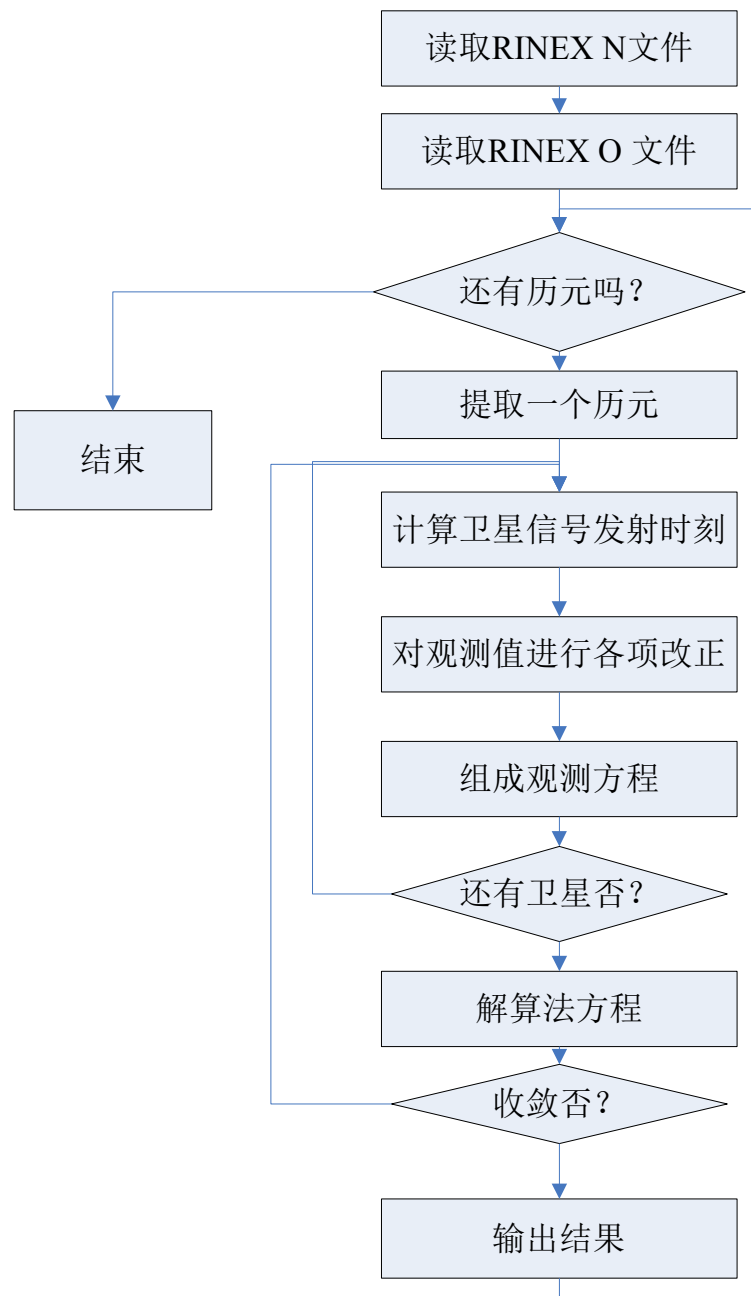 读取RINEX N文件
读取RINEX O 文件
还有历元吗？
提取一个历元
结束
计算卫星信号发射时刻
对观测值进行各项改正
组成观测方程
还有卫星否？
解算法方程
收敛否？
输出结果